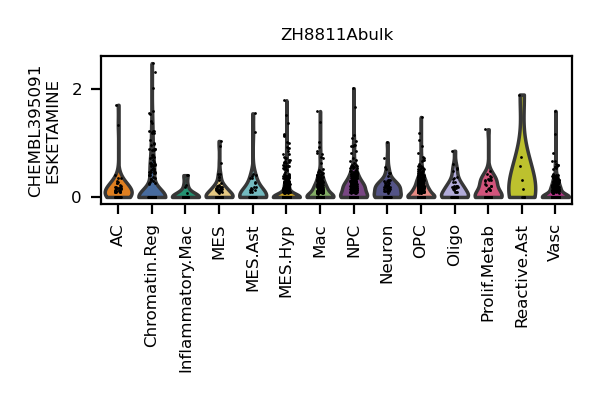 ZH8811Abulk
CHEMBL395091
ESKETAMINE
2
0
AC
Chromatin.Reg
Inflammatory.Mac
MES
MES.Ast
MES.Hyp
Mac
NPC
Neuron
OPC
Oligo
Prolif.Metab
Reactive.Ast
Vasc